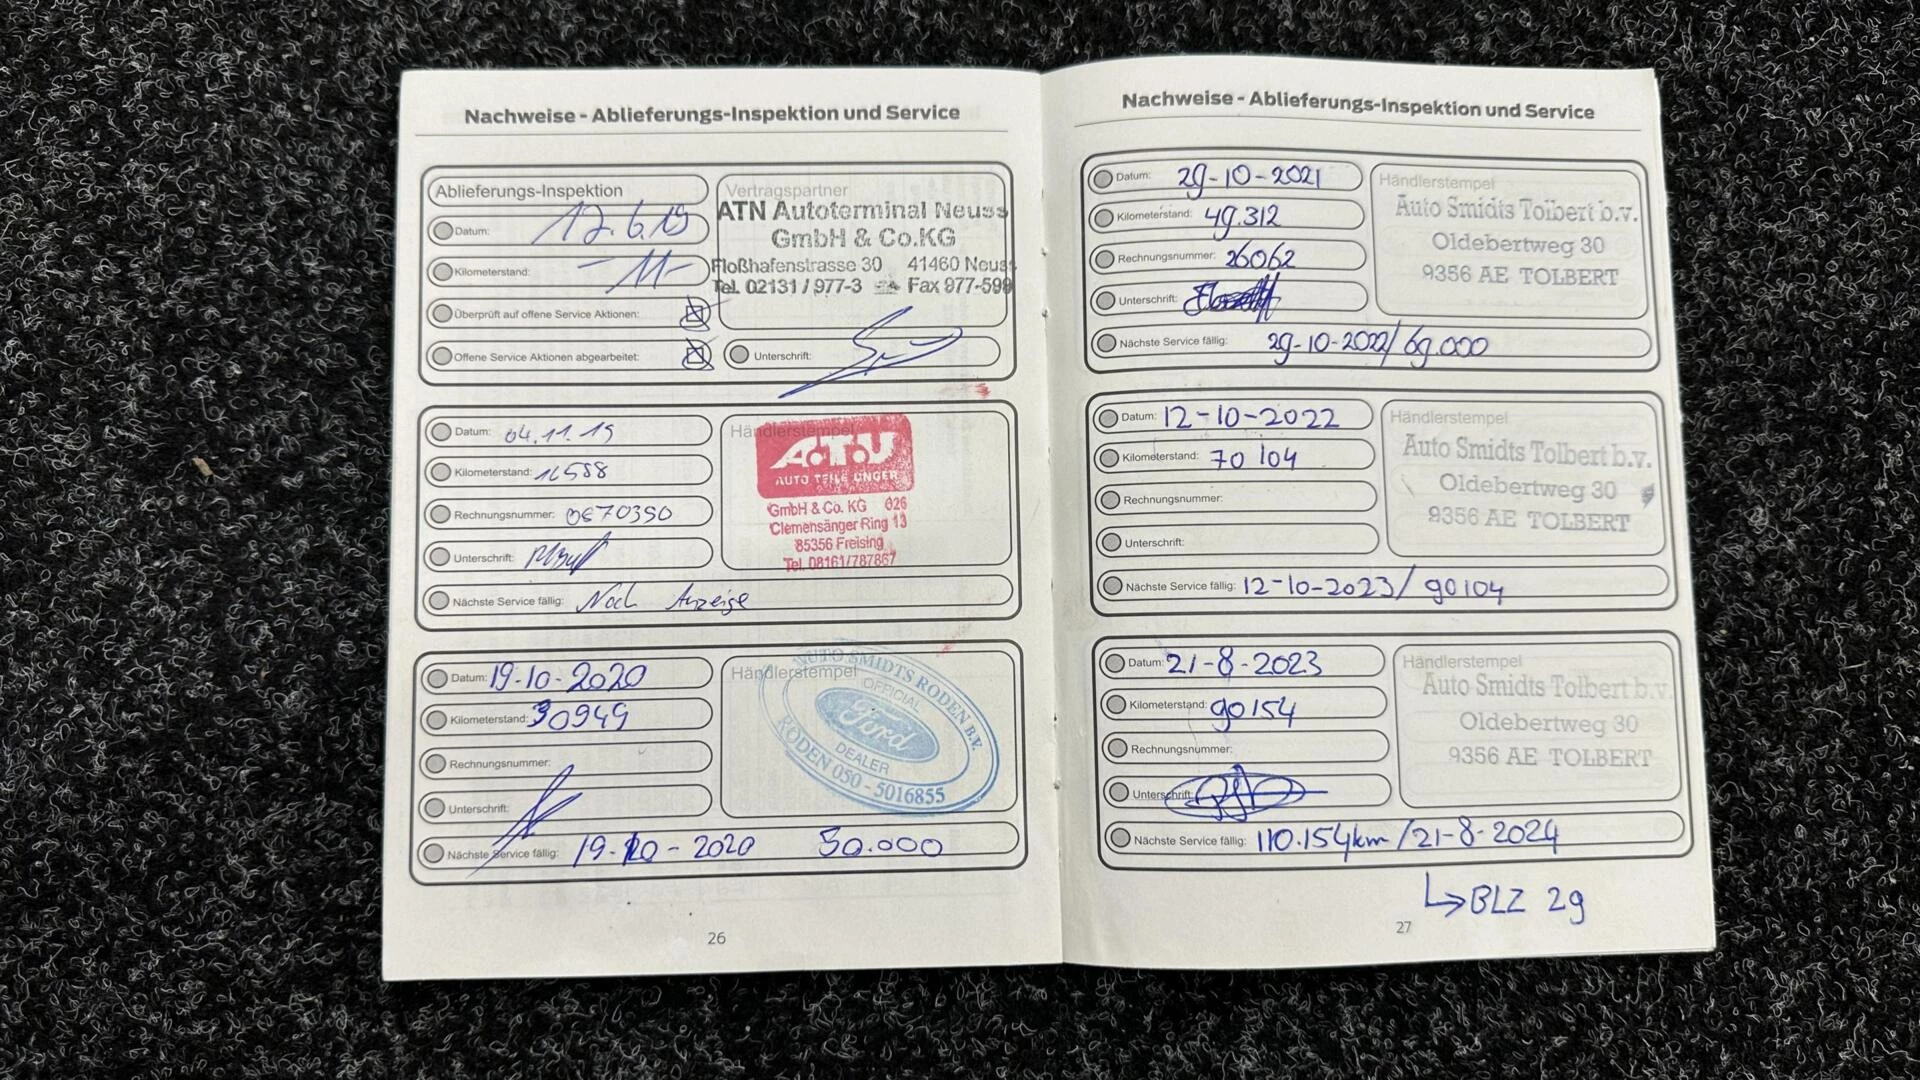 Nachweise - Ablieferungs-Inspektion und Service
Ablieferungs-Inspektion
Datum: 12.6.19
Kilometerstand: -11-
Überprüft auf offene Service Aktionen:
Offene Service Aktionen abgearbeitet:
Vertragspartner
ATN Autoterminal Neuss
GmbH & Co.KG
Floßhafenstrasse 30 41460 Neuss
Tel. 02131 / 977-3 Fax 977-599
Unterschrift:
Datum: 04.11.19
Kilometerstand: 16588
Rechnungsnummer: 0670390
Unterschrift:
Nächste Service fällig: Nach Anzeige
Händlerstempel
A.T.U
AUTO TEILE UNGER
GmbH & Co. KG 626
Clemensänger Ring 13
85356 Freising
Tel. 08161/787867
Datum: 19-10-2020
Kilometerstand: 30949
Rechnungsnummer:
Unterschrift:
Nächste Service fällig: 19-10-2020 50.000
Händlerstempel
AUTO SMIDTS RODEN B.V.
OFFICIAL
Ford
DEALER
RODEN 050 - 5016855
26
Nachweise - Ablieferungs-Inspektion und Service
Datum: 29-10-2021
Kilometerstand: 49.312
Rechnungsnummer: 26062
Unterschrift:
Nächste Service fällig: 29-10-2022/69.000
Händlerstempel
Auto Smidts Tolbert b.v.
Oldebertweg 30
9356 AE TOLBERT
Datum: 12-10-2022
Kilometerstand: 70104
Rechnungsnummer:
Unterschrift:
Nächste Service fällig: 12-10-2023/90104
Händlerstempel
Auto Smidts Tolbert b.v.
Oldebertweg 30
9356 AE TOLBERT
Datum: 21-8-2023
Kilometerstand: 90154
Rechnungsnummer:
Unterschrift:
Nächste Service fällig: 110.154km/21-8-2024
Händlerstempel
Auto Smidts Tolbert b.v.
Oldebertweg 30
9356 AE TOLBERT
↳ BLZ 29
27